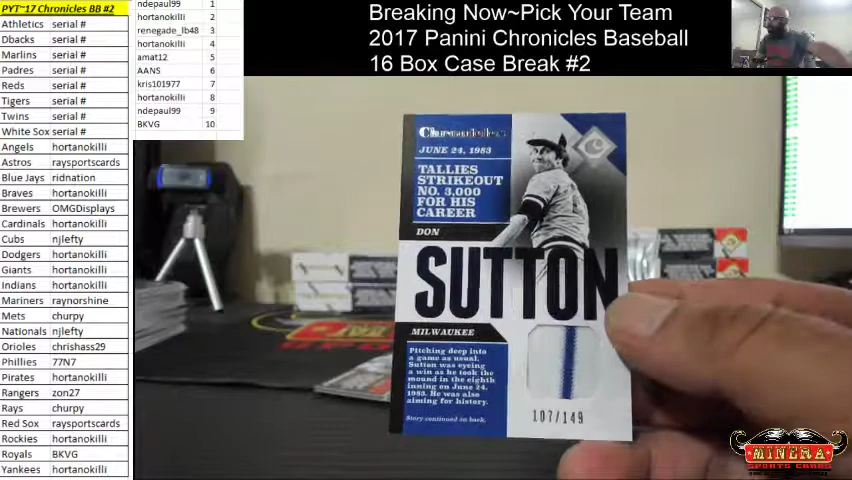 PYT~17 Chronicles BB #2
Athletics serial #
Dbacks serial #
Marlins serial #
Padres serial #
Reds serial #
Tigers serial #
Twins serial #
White Sox serial #
Angels hortanokilli
Astros raysportscards
Blue Jays ridnation
Braves hortanokilli
Brewers OMGDisplays
Cardinals hortanokilli
Cubs njlefty
Dodgers hortanokilli
Giants hortanokilli
Indians hortanokilli
Mariners raynorshine
Mets churpy
Nationals njlefty
Orioles chrishass29
Phillies 77N7
Pirates hortanokilli
Rangers zon27
Rays churpy
Red Sox raysportscards
Rockies hortanokilli
Royals BKVG
Yankees hortanokilli
ndepaul99 1
hortanokilli 2
renegade_lb48 3
hortanokilli 4
amat12 5
AANS 6
kris101977 7
hortanokilli 8
ndepaul99 9
BKVG 10
Breaking Now~Pick Your Team
2017 Panini Chronicles Baseball
16 Box Case Break #2
Chronicles
JUNE 24, 1983
TALLIES
STRIKEOUT
NO. 3,000
FOR HIS
CAREER
DON
SUTTON
MILWAUKEE
Pitching deep into
a game as usual,
Sutton was eyeing
a win as he took the
mound in the eighth
inning on June 24,
1983. He was also
aiming for history.
Story continued on back.
107/149
MINERA
SPORTS CARDS